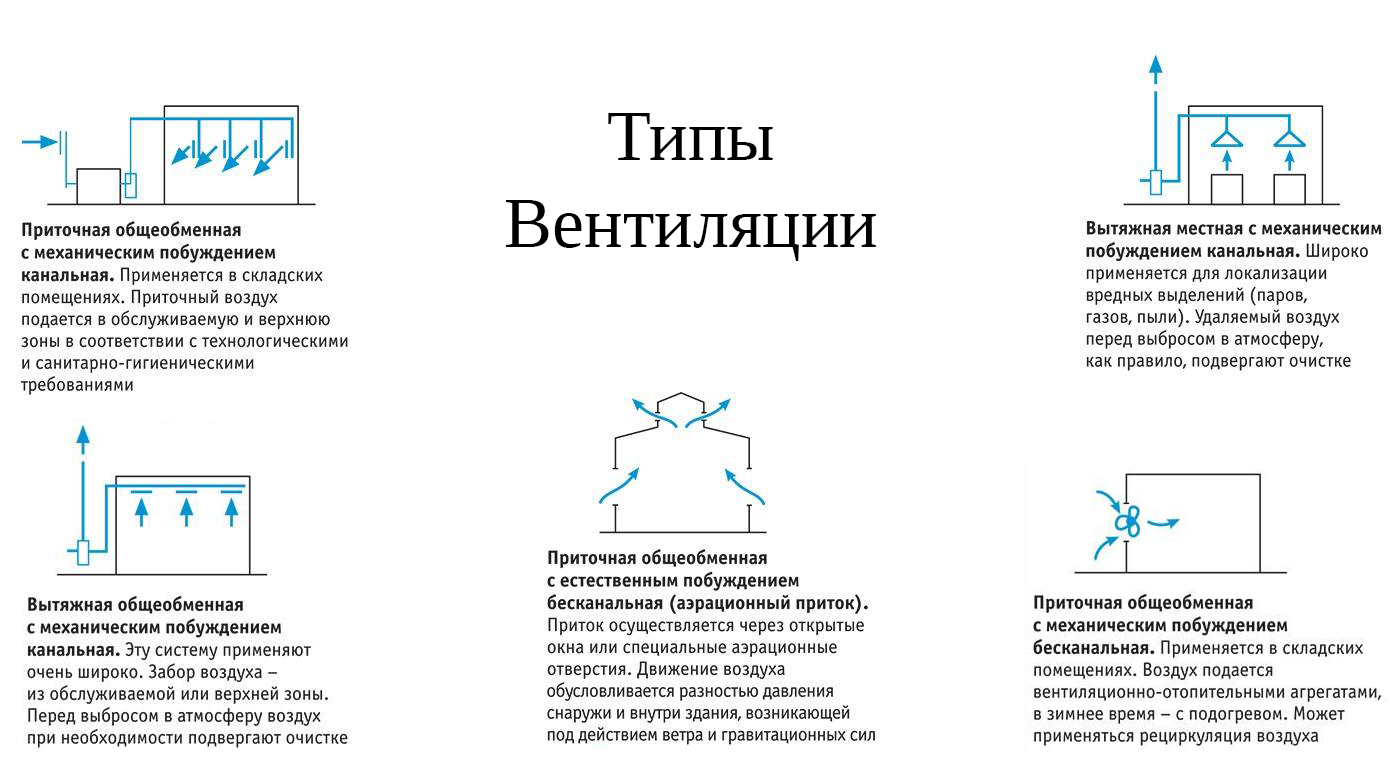 Типы
Вентиляции
Приточная общеобменная
с механическим побуждением
канальная. Применяется в складских
помещениях. Приточный воздух
подается в обслуживаемую и верхнюю
зоны в соответствии с технологическими
и санитарно-гигиеническими
требованиями
Вытяжная местная с механическим
побуждением канальная. Широко
применяется для локализации
вредных выделений (паров,
газов, пыли). Удаляемый воздух
перед выбросом в атмосферу,
как правило, подвергают очистке
Вытяжная общеобменная
с механическим побуждением
канальная. Эту систему применяют
очень широко. Забор воздуха –
из обслуживаемой или верхней зоны.
Перед выбросом в атмосферу воздух
при необходимости подвергают очистке
Приточная общеобменная
с естественным побуждением
бесканальная (аэрационный приток).
Приток осуществляется через открытые
окна или специальные аэрационные
отверстия. Движение воздуха
обусловливается разностью давления
снаружи и внутри здания, возникающей
под действием ветра и гравитационных сил
Приточная общеобменная
с механическим побуждением
бесканальная. Применяется в складских
помещениях. Воздух подается
вентиляционно-отопительными агрегатами,
в зимнее время – с подогревом. Может
применяться рециркуляция воздуха